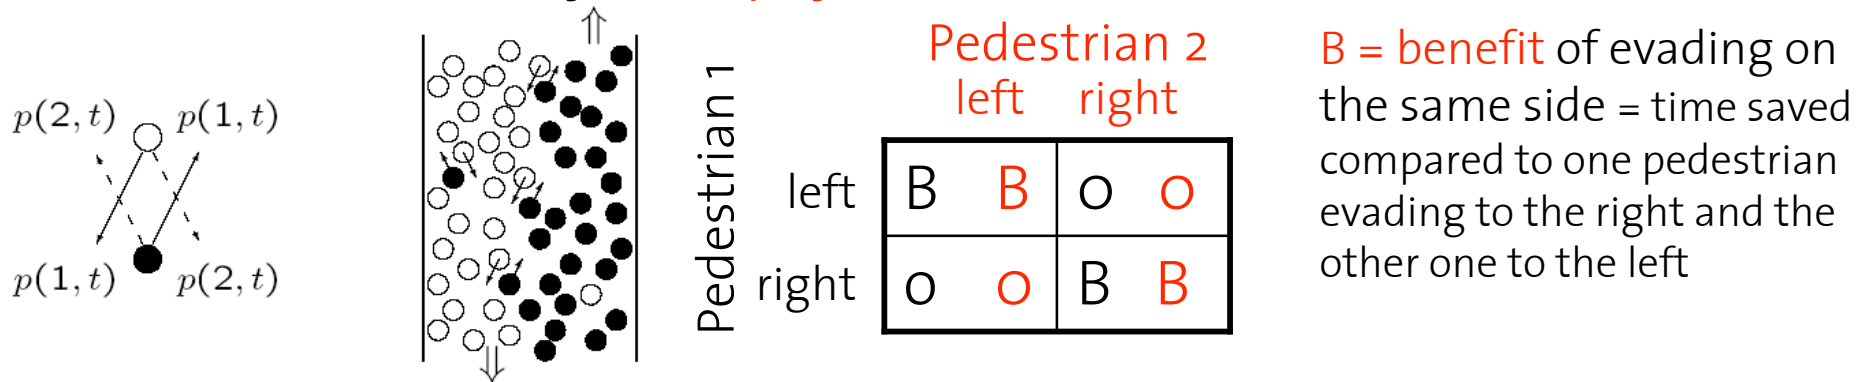 p(2, t) p(1, t)
p(1, t) p(2, t)
⇑
⇓
Pedestrian 1
Pedestrian 2
left right
left B B 0 0
right 0 0 B B
B = benefit of evading on
the same side = time saved
compared to one pedestrian
evading to the right and the
other one to the left